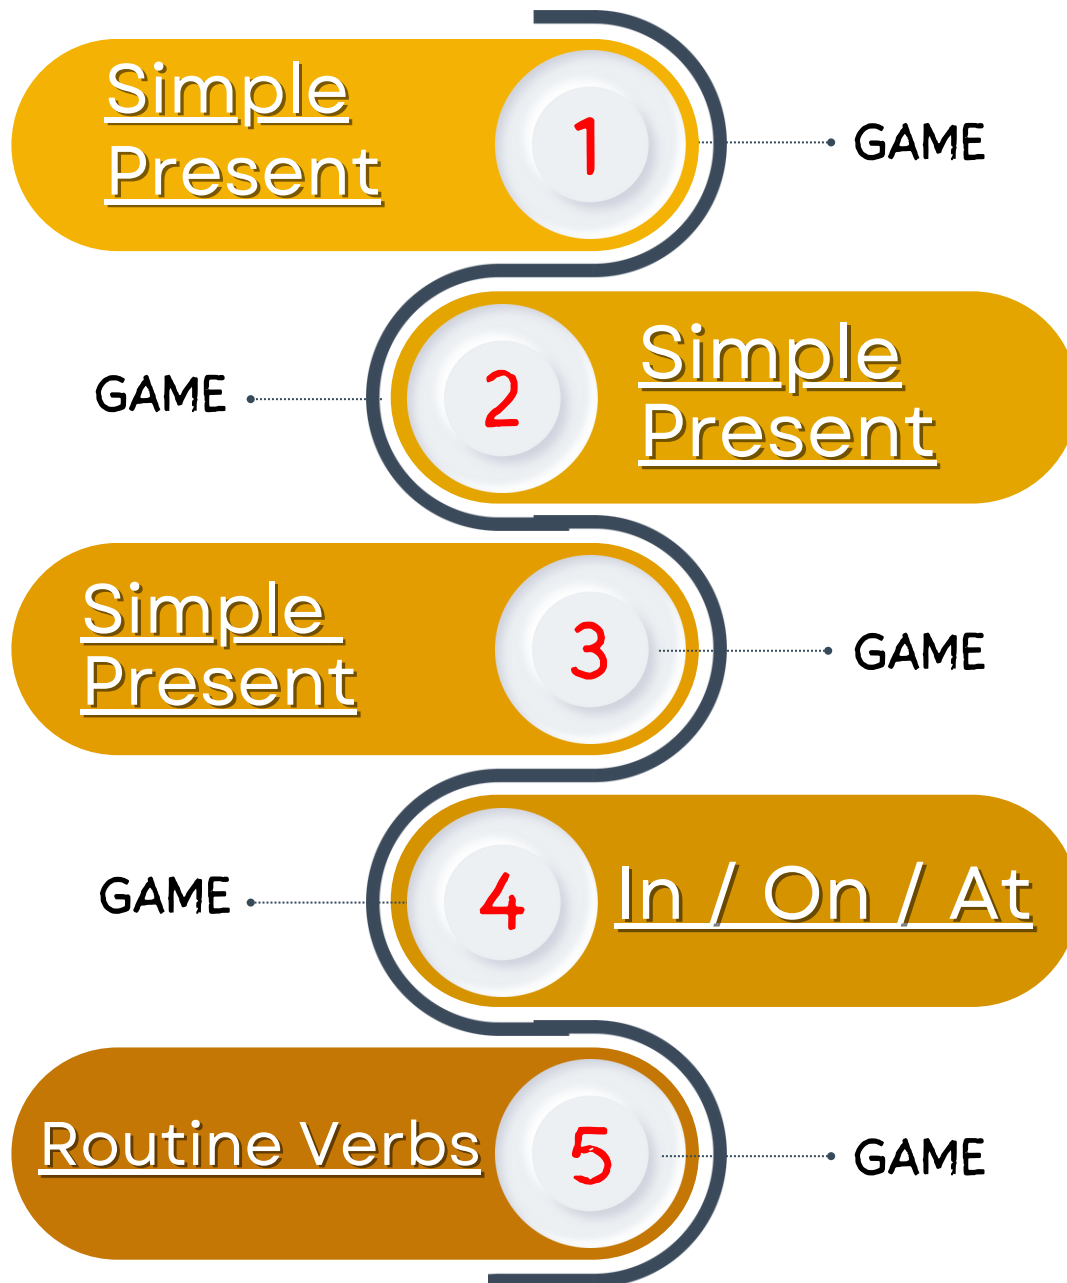 Simple
Present
1
GAME
GAME
2
Simple
Present
Simple
Present
3
GAME
GAME
4
In / On / At
Routine Verbs
5
GAME